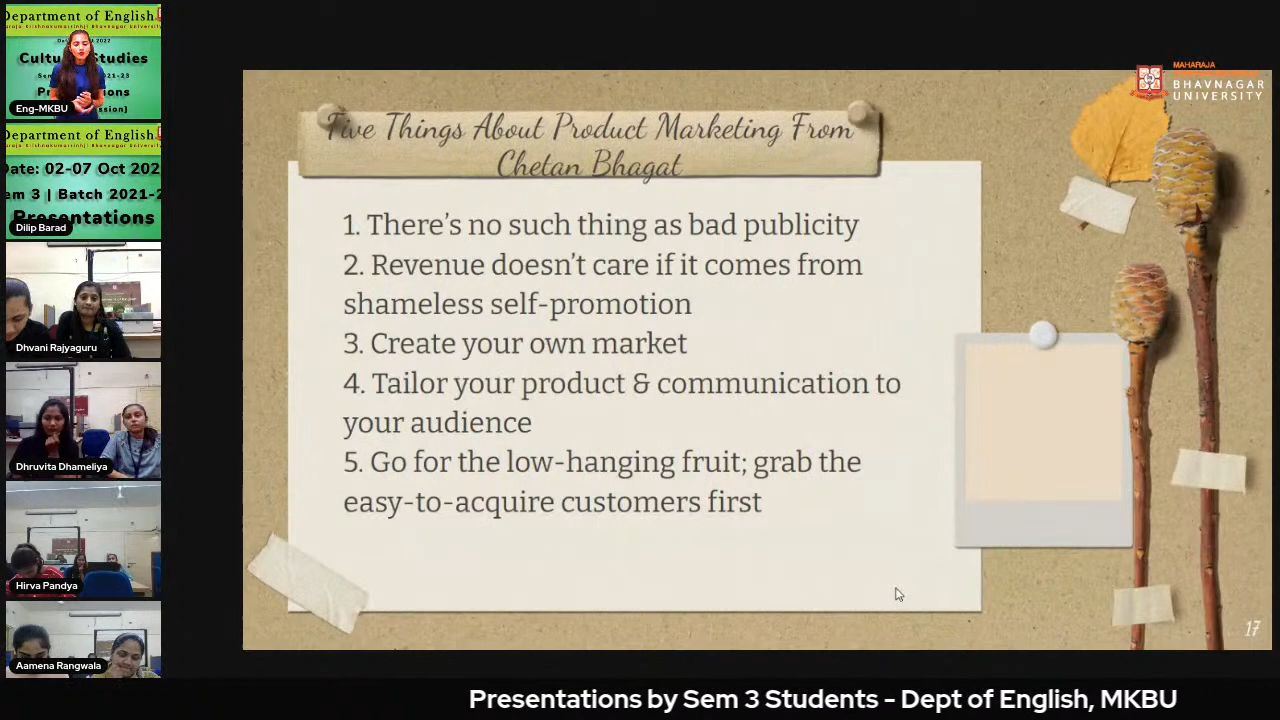 Department of English
Maharaja Krishnakumarsinhji Bhavnagar University
Studies
Eng-MKBU
Department of English
Date: 02-07 Oct 202
em 3 | Batch 2021-2
Presentations
Dilip Barad
Dhvani Rajyaguru
Dhruvita Dhameliya
Hirva Pandya
Aamena Rangwala
MAHARAJA
BHAVNAGAR
UNIVERSITY
Five Things About Product Marketing From
Chetan Bhagat
1. There's no such thing as bad publicity
2. Revenue doesn't care if it comes from
shameless self-promotion
3. Create your own market
4. Tailor your product & communication to
your audience
5. Go for the low-hanging fruit; grab the
easy-to-acquire customers first
17
Presentations by Sem 3 Students - Dept of English, MKBU